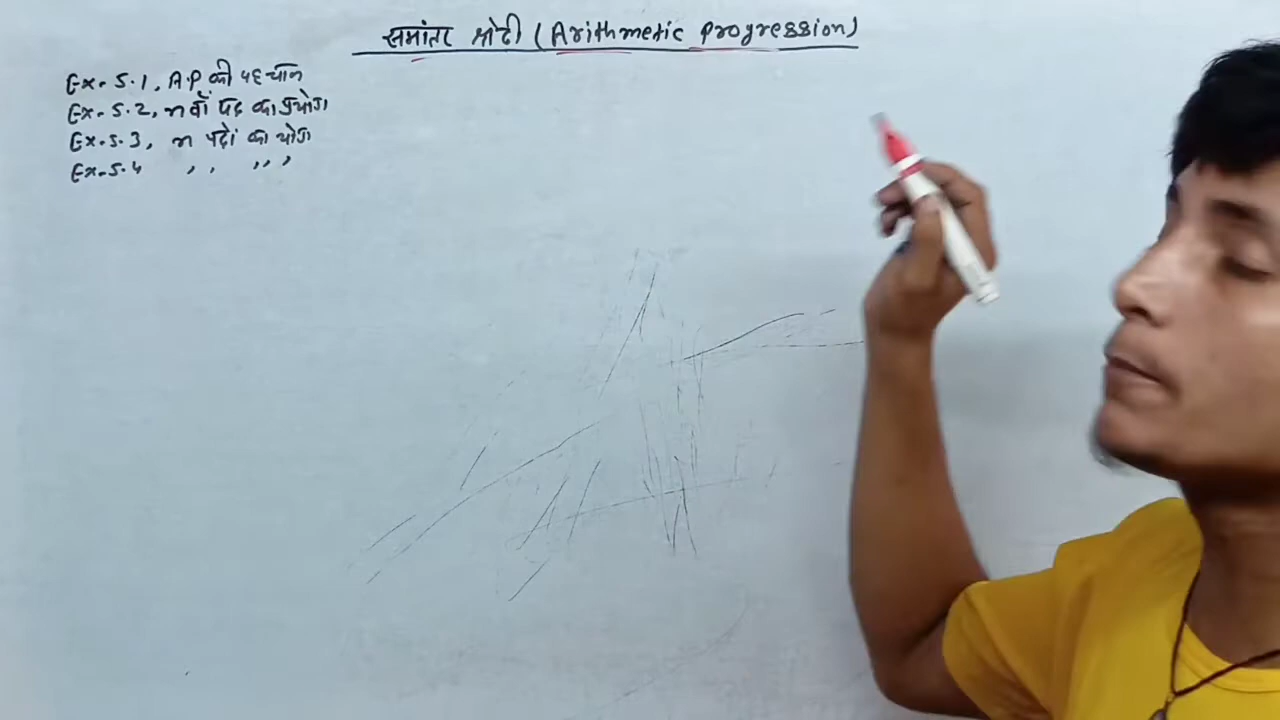 समांतर श्रेढी (Arithmetic Progression)
Ex. 5.1, A.P की पहचान
Ex. 5.2, n वाँ पद का प्रयोग
Ex. 5.3, n पदों का योग
Ex. 5.4 ,, ,,,